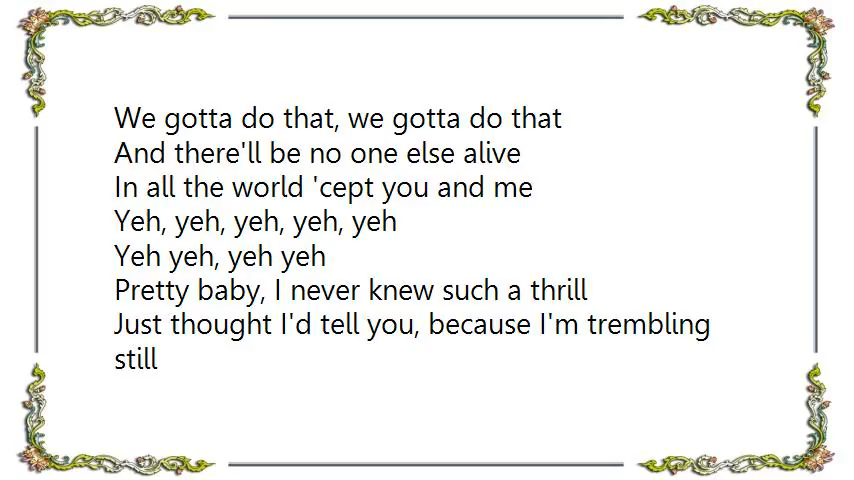 We gotta do that, we gotta do that
And there'll be no one else alive
In all the world 'cept you and me
Yeh, yeh, yeh, yeh, yeh
Yeh yeh, yeh yeh
Pretty baby, I never knew such a thrill
Just thought I'd tell you, because I'm trembling
still